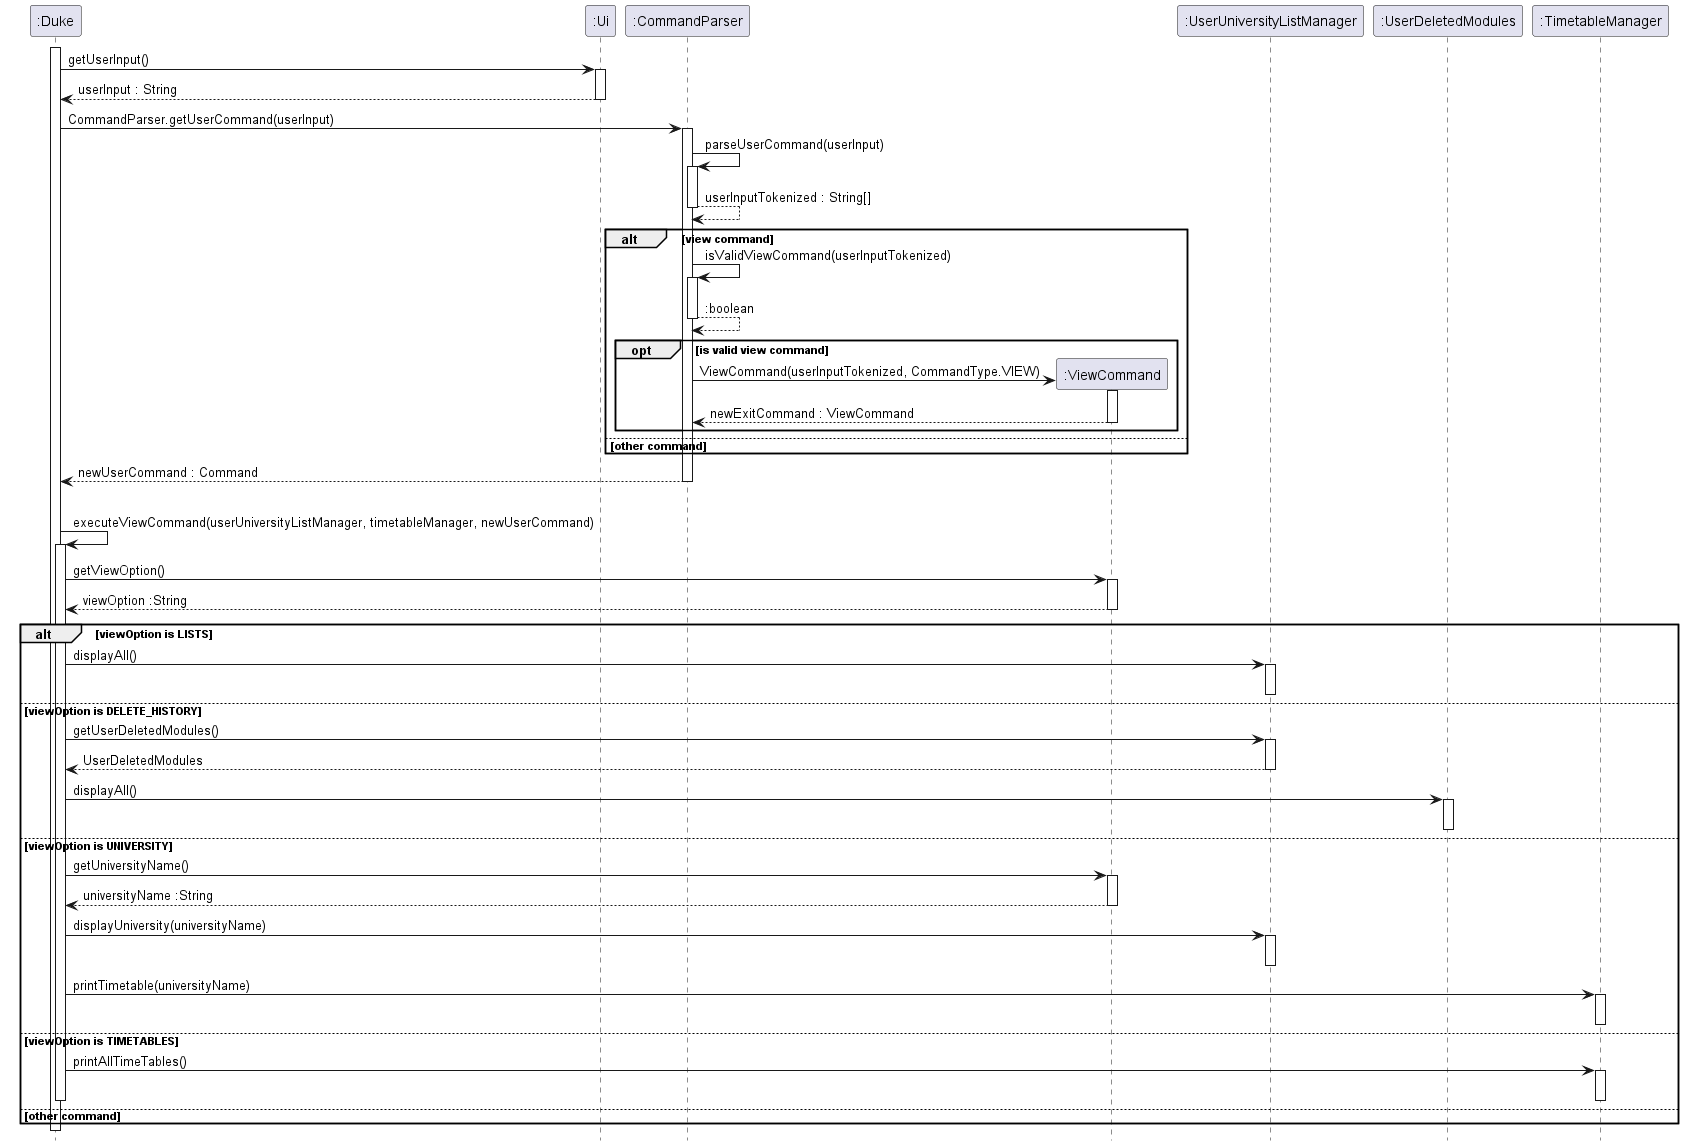 :Duke
:Ui
:CommandParser
:UserUniversityListManager
:UserDeletedModules
:TimetableManager
getUserInput()
userInput : String
CommandParser.getUserCommand(userInput)
parseUserCommand(userInput)
userInputTokenized : String[]
alt
[view command]
isValidViewCommand(userInputTokenized)
:boolean
opt
[is valid view command]
ViewCommand(userInputTokenized, CommandType.VIEW)
:ViewCommand
newExitCommand : ViewCommand
[other command]
newUserCommand : Command
executeViewCommand(userUniversityListManager, timetableManager, newUserCommand)
getViewOption()
viewOption :String
alt
[viewOption is LISTS]
displayAll()
[viewOption is DELETE_HISTORY]
getUserDeletedModules()
UserDeletedModules
displayAll()
[viewOption is UNIVERSITY]
getUniversityName()
universityName :String
displayUniversity(universityName)
printTimetable(universityName)
[viewOption is TIMETABLES]
printAllTimeTables()
[other command]